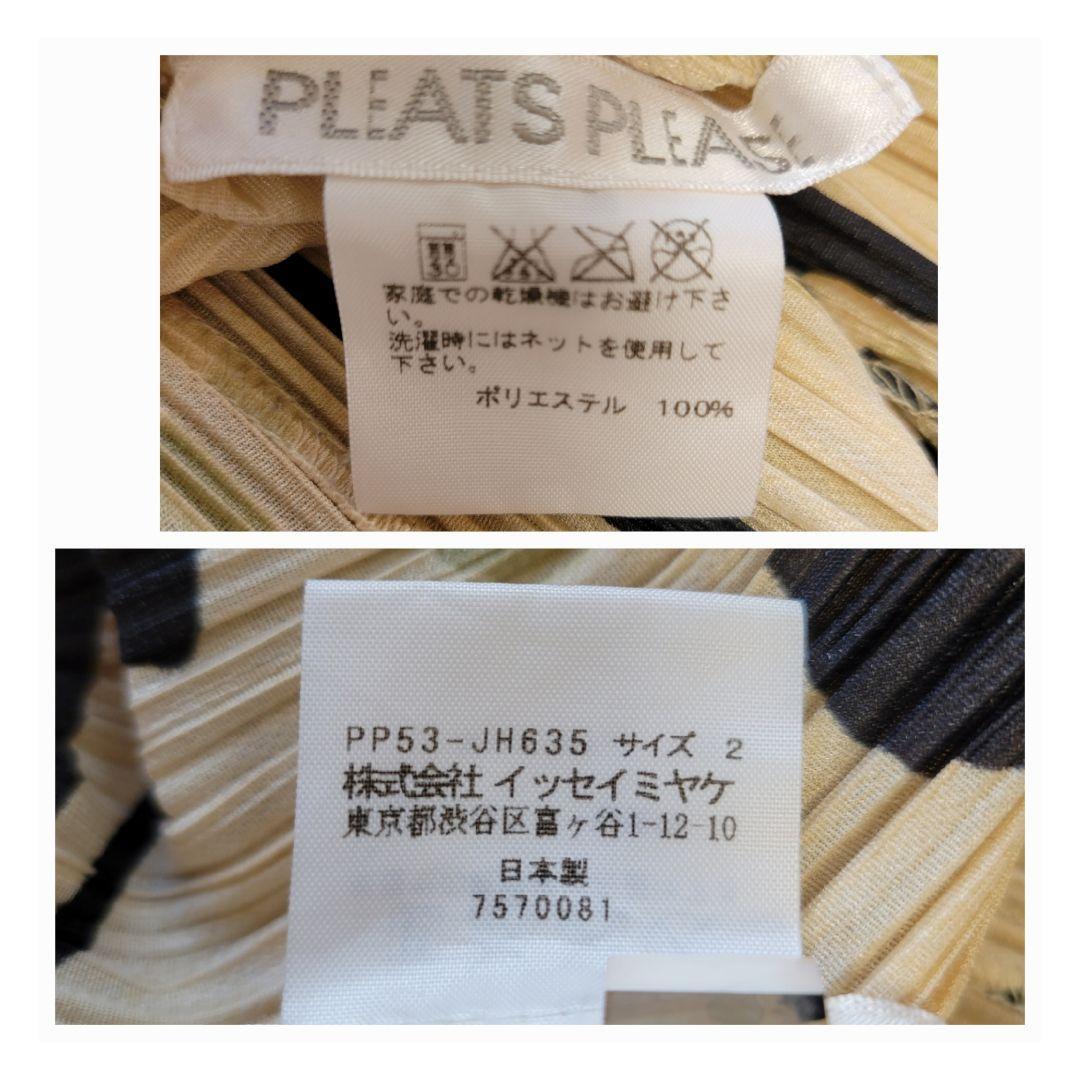 PLEATS PLEASE
家庭での乾燥機はお避け下さ
い。
洗濯時にはネットを使用して
下さい。
ポリエステル 100%
PP53-JH635 サイズ 2
株式会社 イッセイミヤケ
東京都渋谷区富ヶ谷1-12-10
日本製
7570081